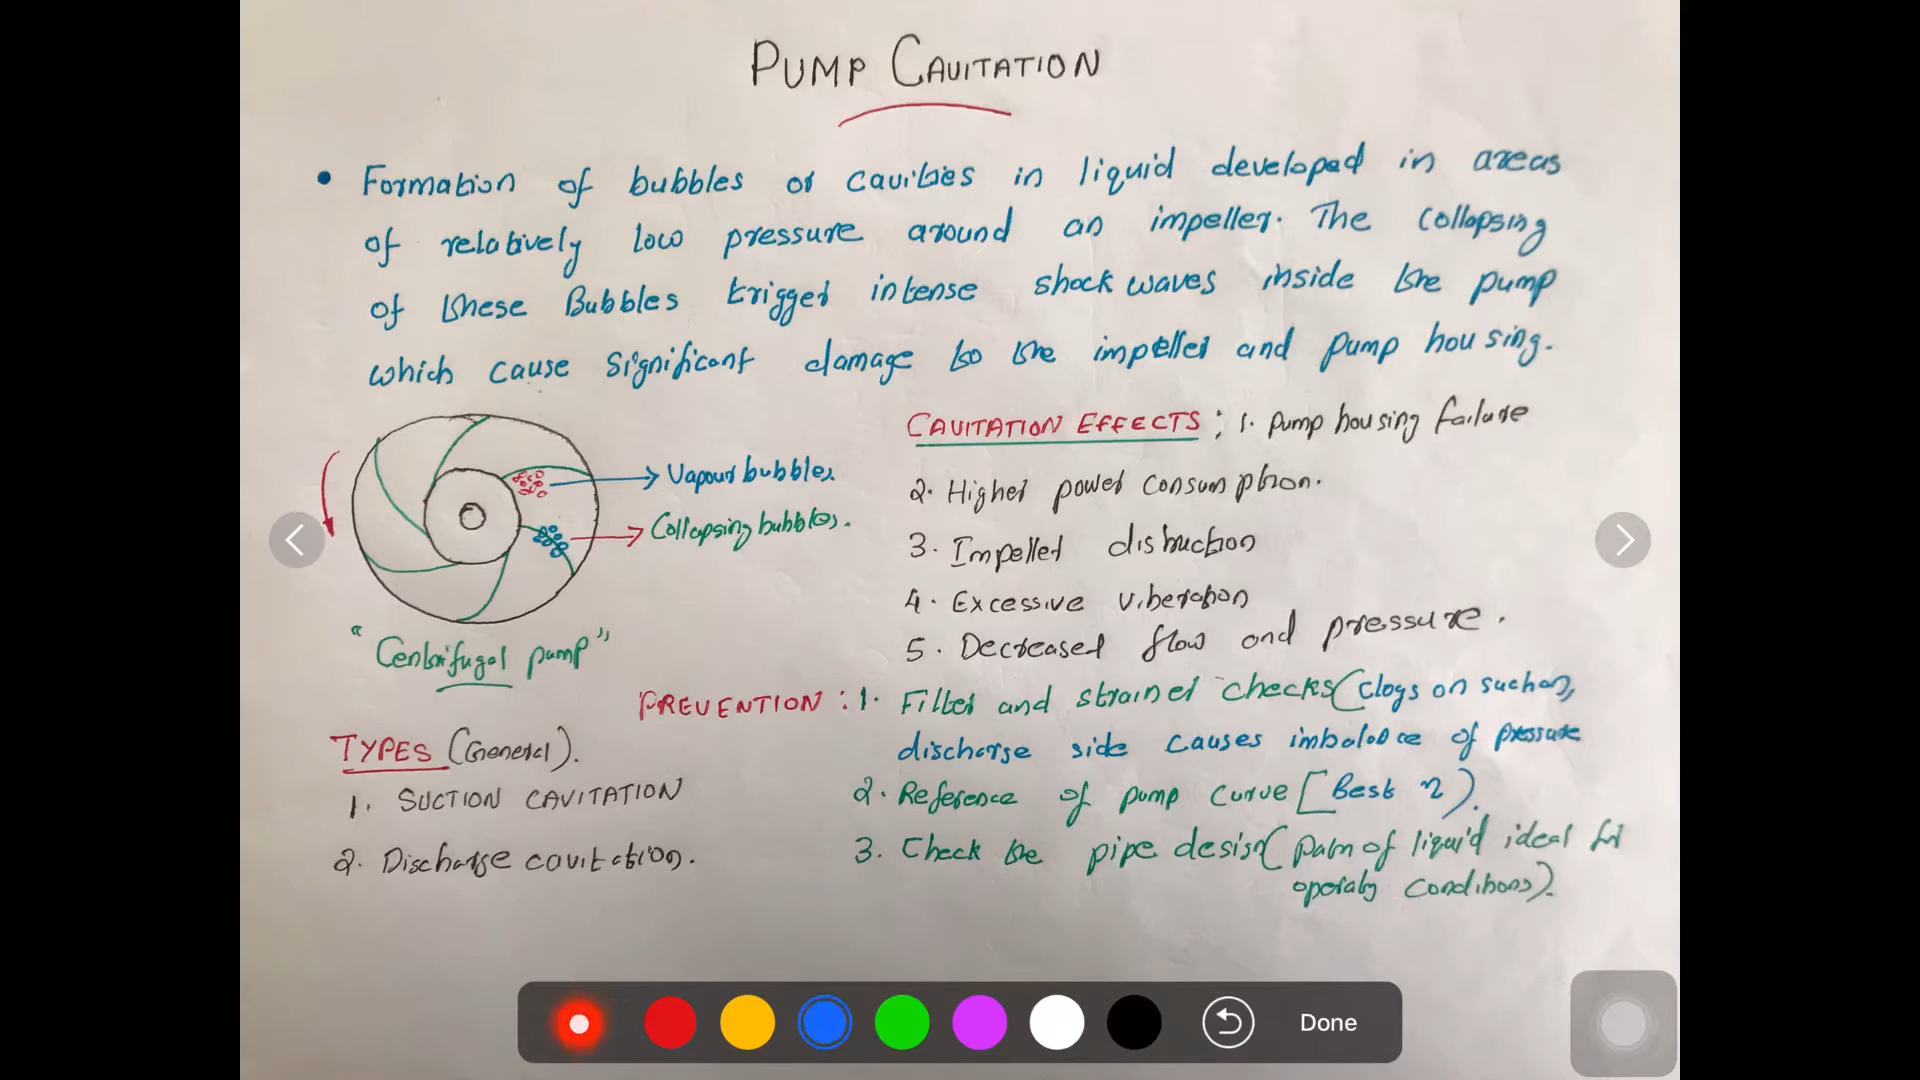 PUMP CAVITATION
• Formation of bubbles or cavities in liquid developed in areas
of relatively low pressure around an impeller. The collapsing
of these Bubbles trigger intense shock waves inside the pump
which cause significant damage to the impeller and pump housing.
CAVITATION EFFECTS ; 1. Pump housing failure
2. Higher power consumption.
3. Impeller distruction
4. Excessive viberation
5. Decreased flow and pressure.
Vapour bubbles.
Collapsing bubbles.
"Centrifugal pump"
PREVENTION : 1. Filter and strainer checks (clogs on suction,
discharge side causes imbalance of pressure
2. Reference of pump curve [Best η).
3. Check the pipe design (path of liquid ideal for
operatg conditions).
TYPES (General).
1. SUCTION CAVITATION
2. Discharge cavitation.
Done